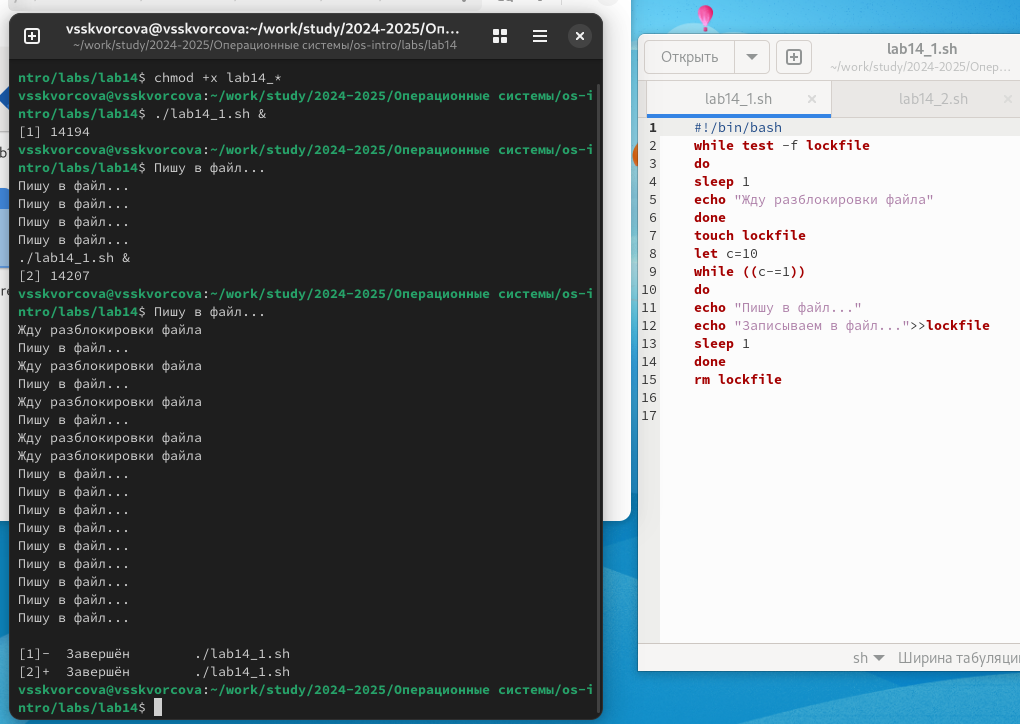 vsskvorcova@vsskvorcova:~/work/study/2024-2025/Оп...
~/work/study/2024-2025/Операционные системы/os-intro/labs/lab14
ntro/labs/lab14$ chmod +x lab14_*
vsskvorcova@vsskvorcova:~/work/study/2024-2025/Операционные системы/os-i
ntro/labs/lab14$ ./lab14_1.sh &
[1] 14194
vsskvorcova@vsskvorcova:~/work/study/2024-2025/Операционные системы/os-i
ntro/labs/lab14$ Пишу в файл...
Пишу в файл...
Пишу в файл...
Пишу в файл...
Пишу в файл...
./lab14_1.sh &
[2] 14207
vsskvorcova@vsskvorcova:~/work/study/2024-2025/Операционные системы/os-i
ntro/labs/lab14$ Пишу в файл...
Жду разблокировки файла
Пишу в файл...
Жду разблокировки файла
Пишу в файл...
Жду разблокировки файла
Пишу в файл...
Жду разблокировки файла
Жду разблокировки файла
Пишу в файл...
Пишу в файл...
Пишу в файл...
Пишу в файл...
Пишу в файл...
Пишу в файл...
Пишу в файл...
Пишу в файл...
Пишу в файл...
[1]- Завершён ./lab14_1.sh
[2]+ Завершён ./lab14_1.sh
vsskvorcova@vsskvorcova:~/work/study/2024-2025/Операционные системы/os-i
ntro/labs/lab14$
Открыть
lab14_1.sh
~/work/study/2024-2025/Опер...
lab14_1.sh
lab14_2.sh
1 #!/bin/bash
2 while test -f lockfile
3 do
4 sleep 1
5 echo "Жду разблокировки файла"
6 done
7 touch lockfile
8 let c=10
9 while ((c-=1))
10 do
11 echo "Пишу в файл..."
12 echo "Записываем в файл...">>lockfile
13 sleep 1
14 done
15 rm lockfile
16
17
sh Ширина табуляци